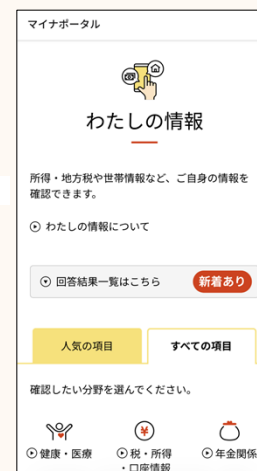 マイナポータル
わたしの情報
所得・地方税や世帯情報など、ご自身の情報を
確認できます。
わたしの情報について
回答結果一覧はこちら 新着あり
人気の項目 すべての項目
確認したい分野を選んでください。
¥
健康・医療 税・所得 年金関係
・口座情報